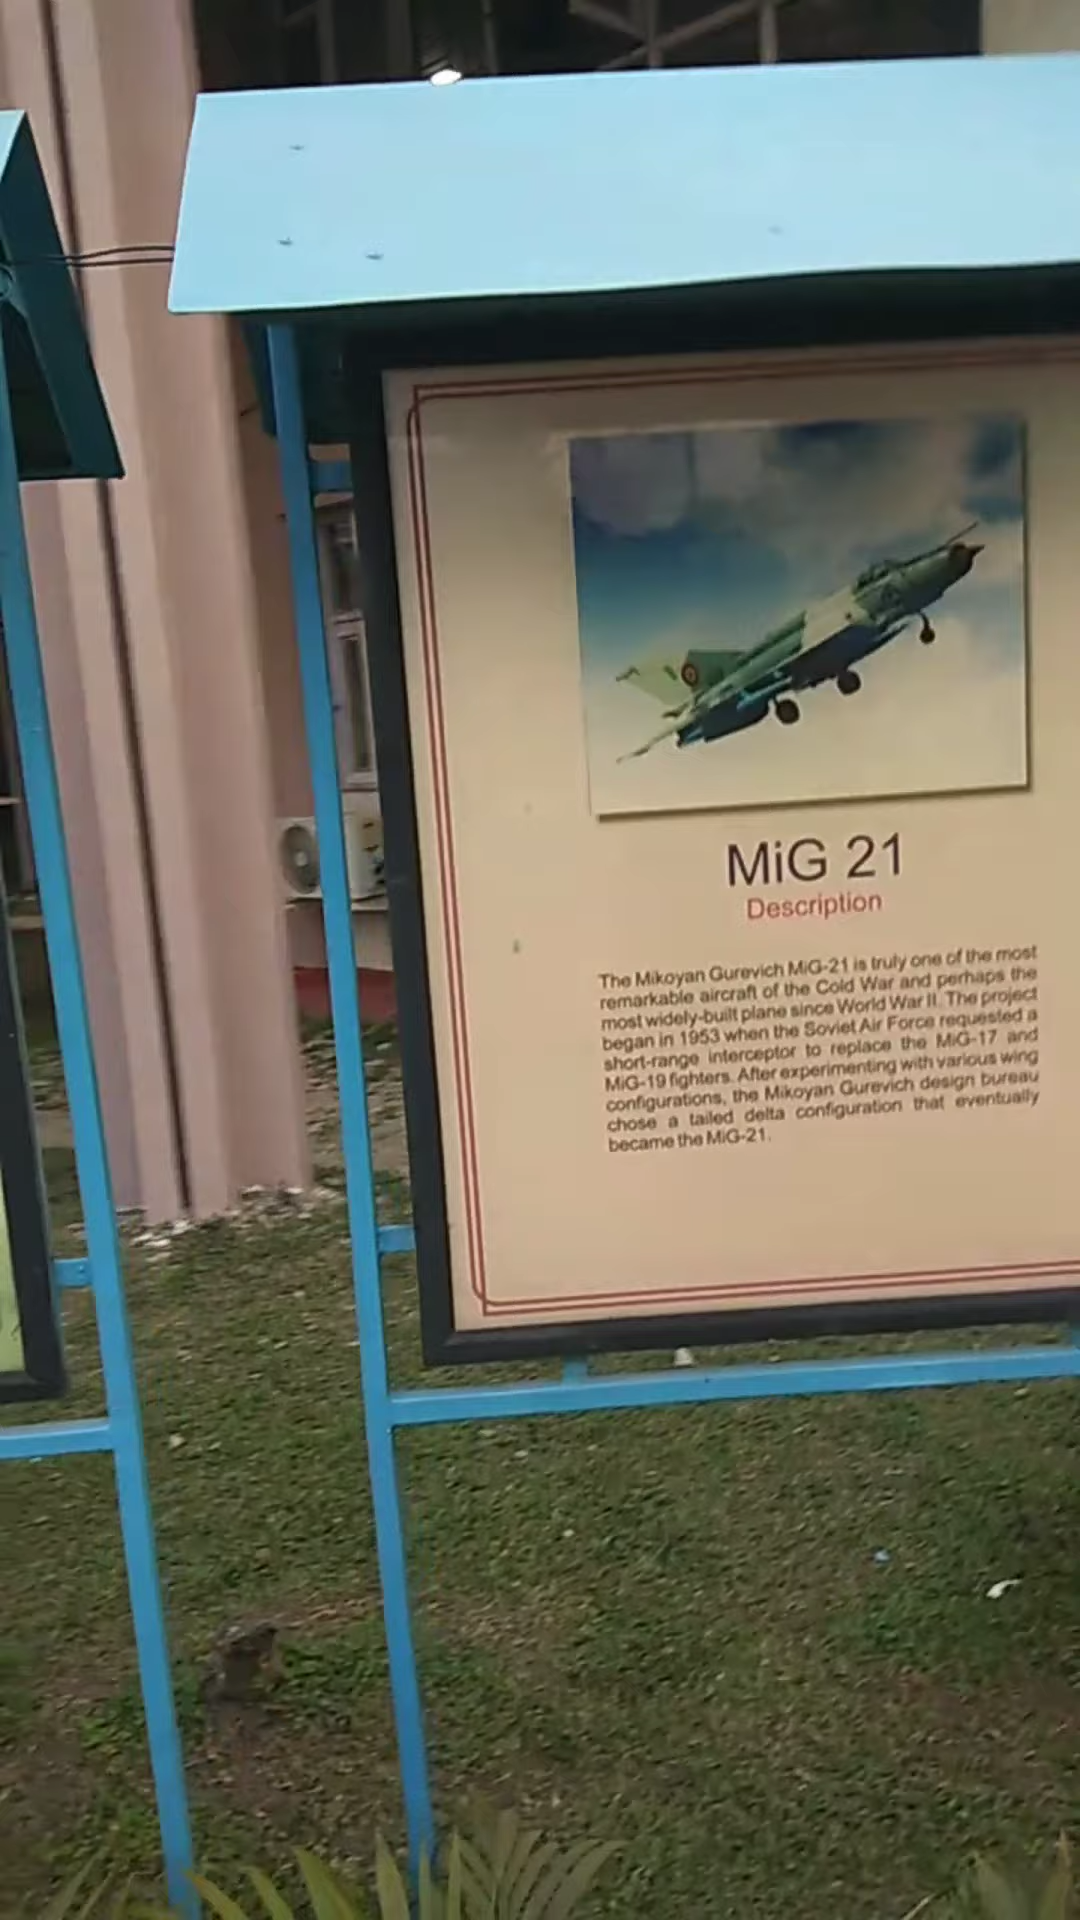 MiG 21
Description
The Mikoyan Gurevich MiG-21 is truly one of the most
remarkable aircraft of the Cold War and perhaps the
most widely-built plane since World War II. The project
began in 1953 when the Soviet Air Force requested a
short-range interceptor to replace the MiG-17 and
MiG-19 fighters. After experimenting with various wing
configurations, the Mikoyan Gurevich design bureau
chose a tailed delta configuration that eventually
became the MiG-21.